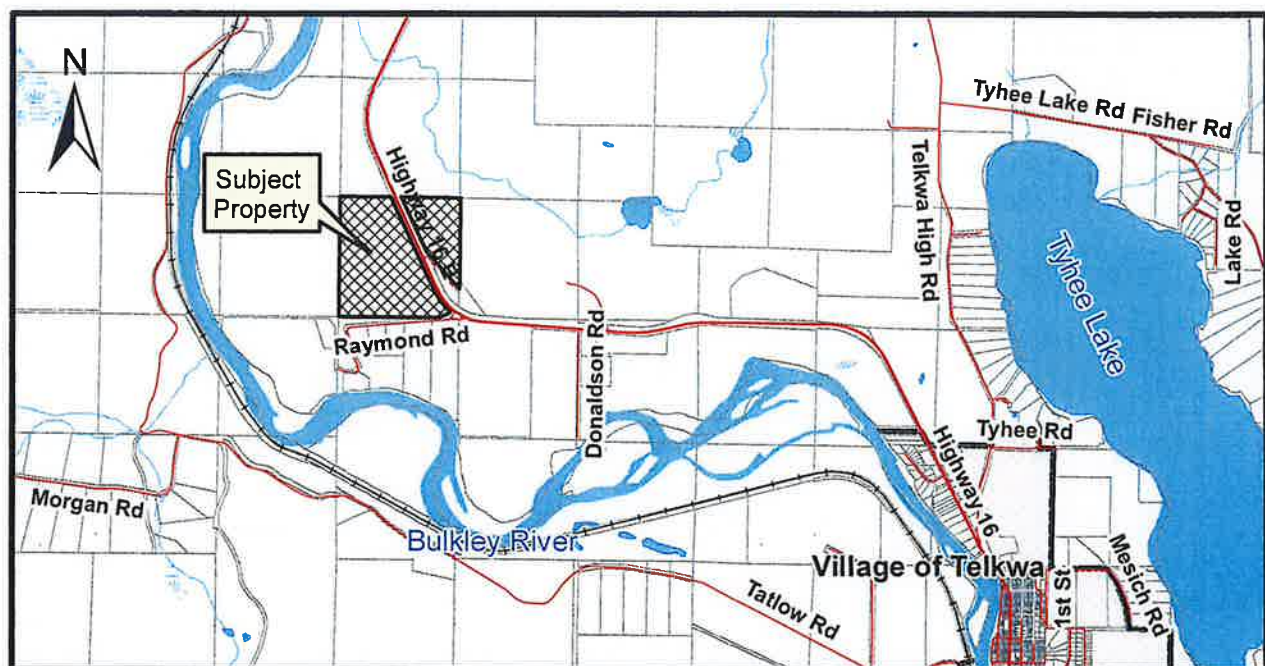 N
Tyhee Lake Rd
Fisher Rd
Subject
Property
Highway 16
Telkwa High Rd
Lake Rd
Tyhee Lake
Raymond Rd
Donaldson Rd
Tyhee Rd
Highway 16
Morgan Rd
Bulkley River
Village of Telkwa
1st St
Mesich Rd
Tatlow Rd